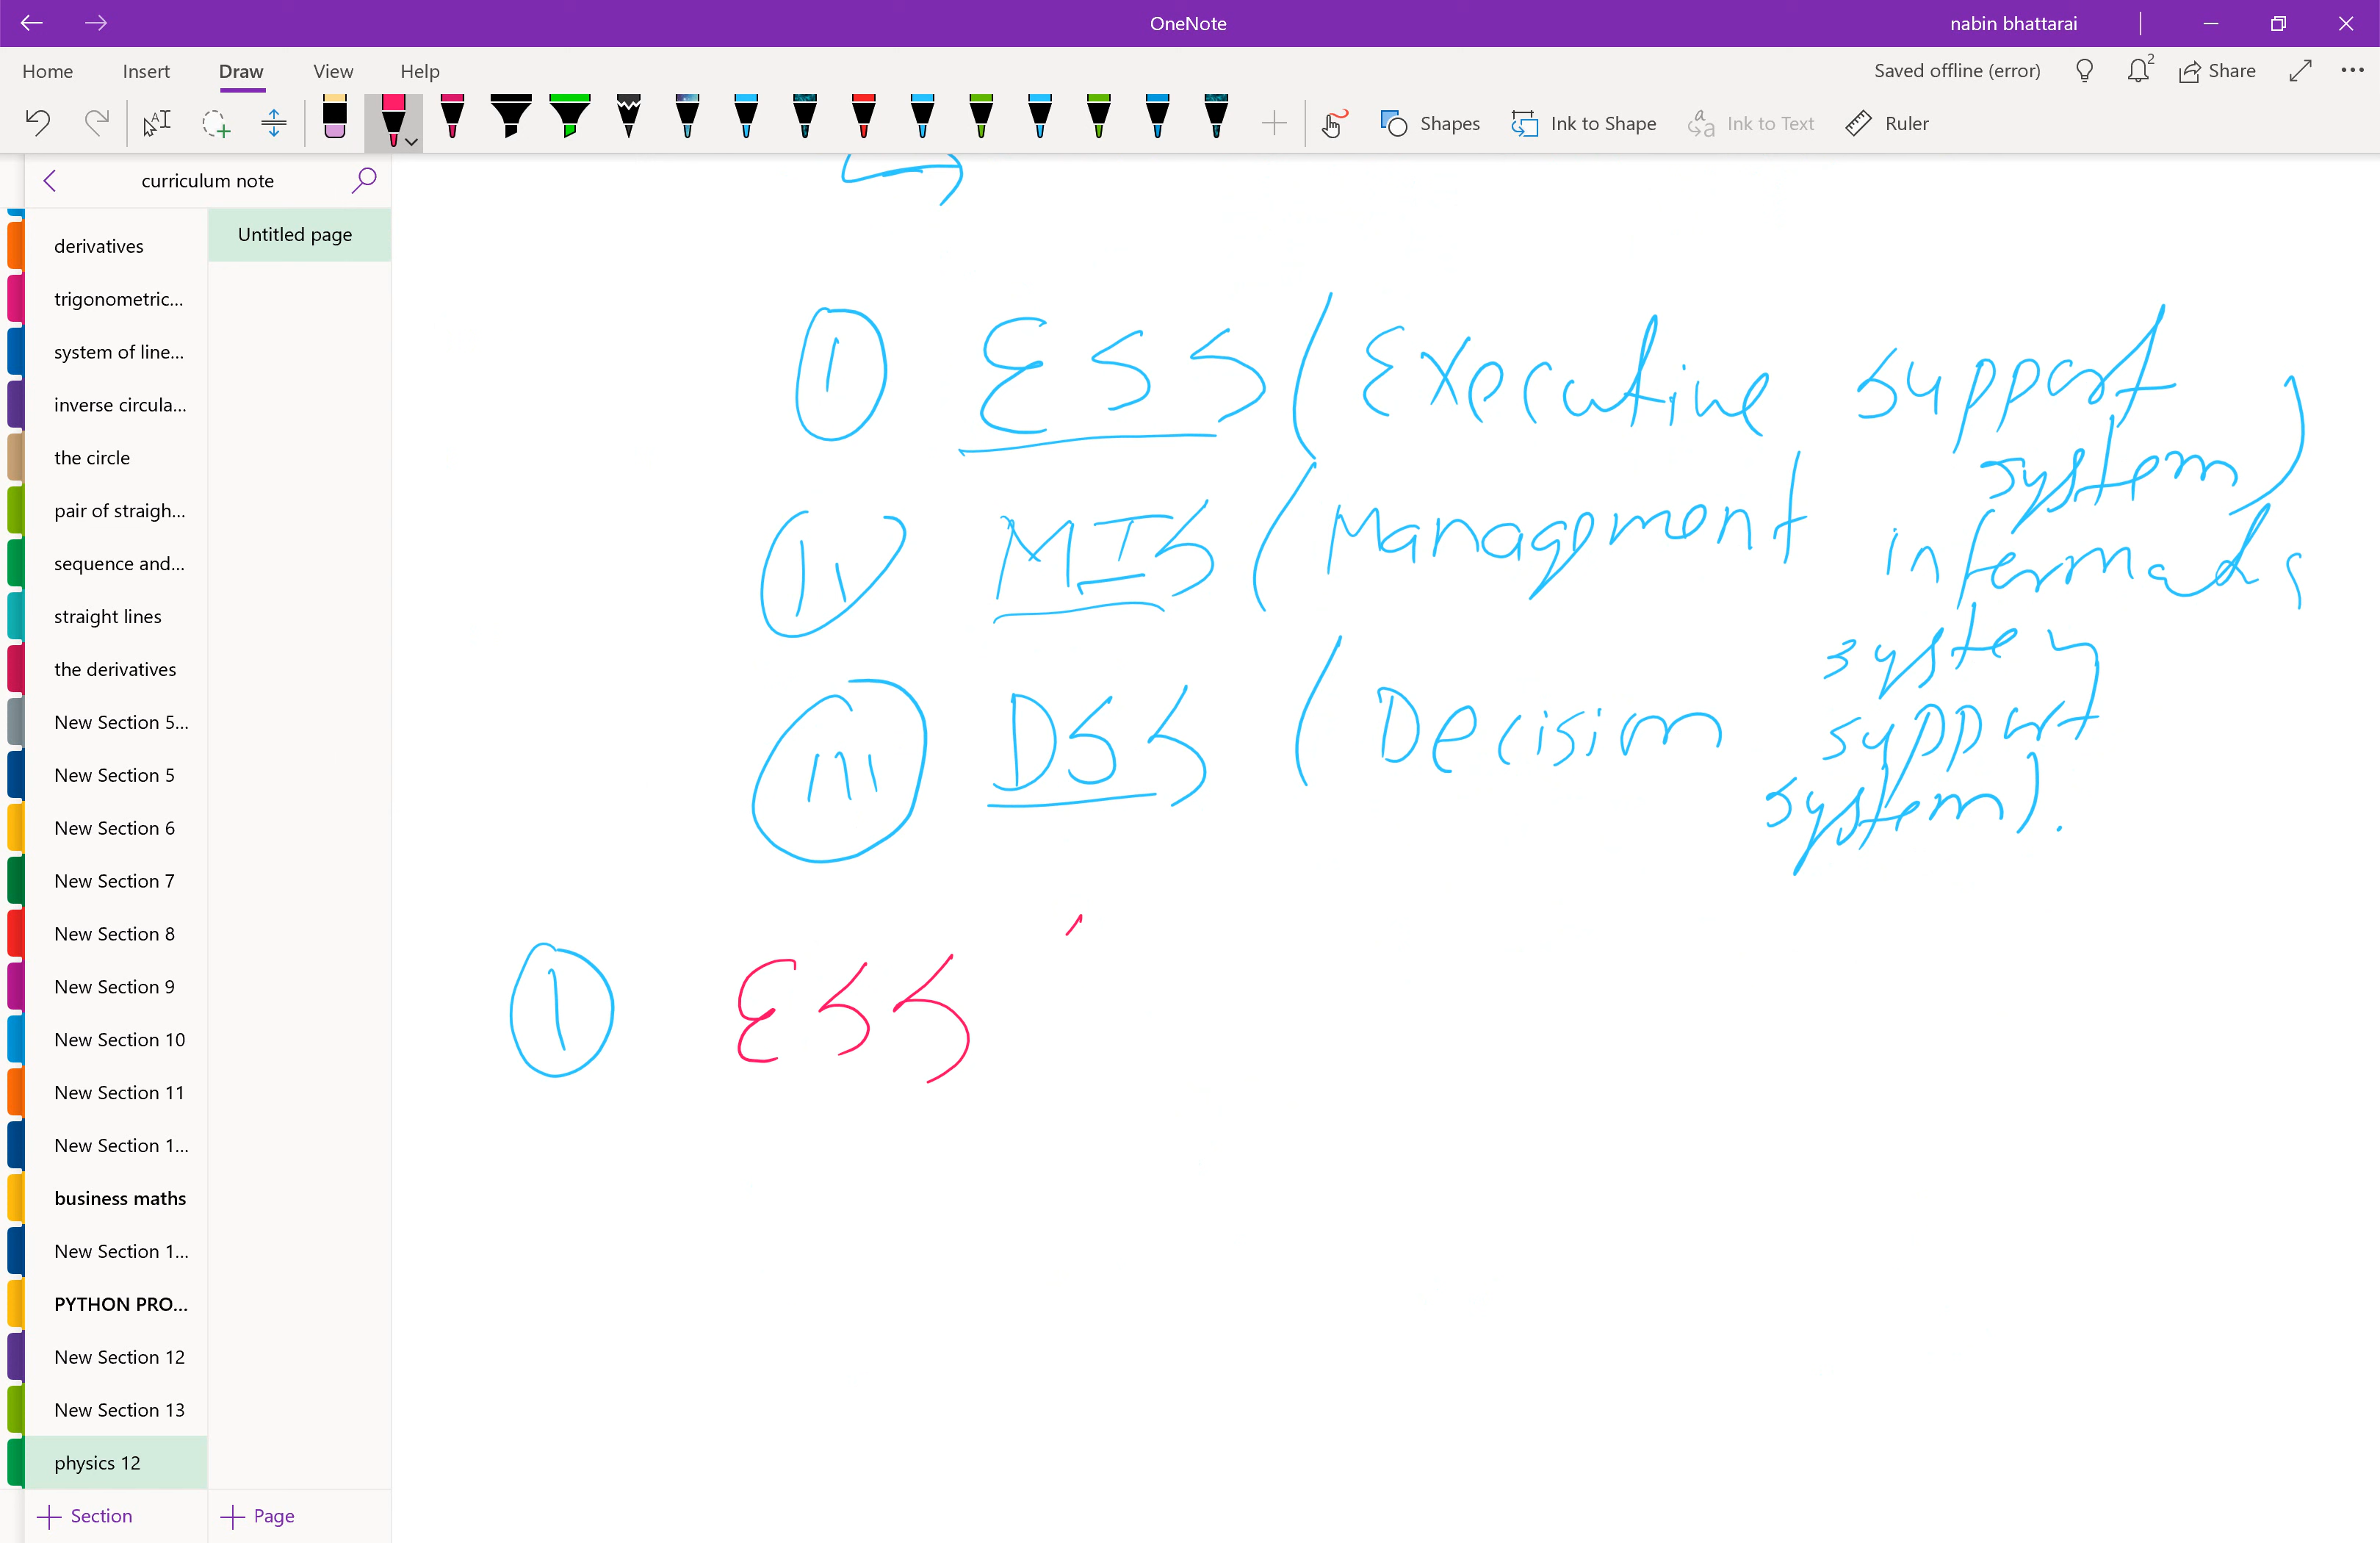 OneNote
nabin bhattarai
Home Insert Draw View Help
Saved offline (error)
2
Share
Shapes
Ink to Shape
Ink to Text
Ruler
curriculum note
Untitled page
derivatives
trigonometric...
system of line...
inverse circula...
the circle
pair of straigh...
sequence and...
straight lines
the derivatives
New Section 5...
New Section 5
New Section 6
New Section 7
New Section 8
New Section 9
New Section 10
New Section 11
New Section 1...
business maths
New Section 1...
PYTHON PRO...
New Section 12
New Section 13
physics 12
Section
Page
I ESS (Executive support
system)
II MIS (Management
system)
III DSS (Decision support
system).
I ESS